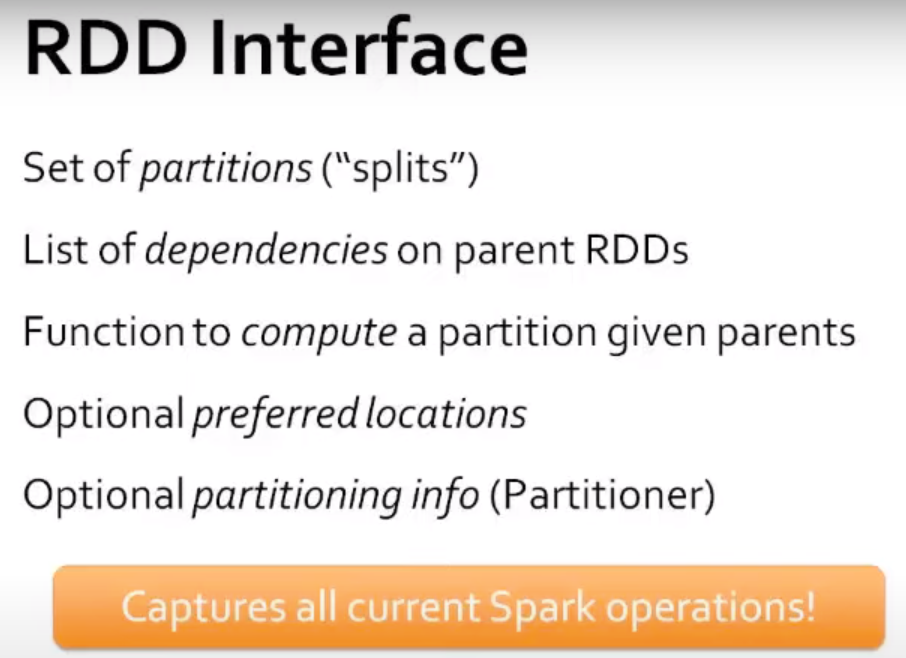 RDD Interface
Set of partitions (“splits”)
List of dependencies on parent RDDs
Function to compute a partition given parents
Optional preferred locations
Optional partitioning info (Partitioner)
Captures all current Spark operations!